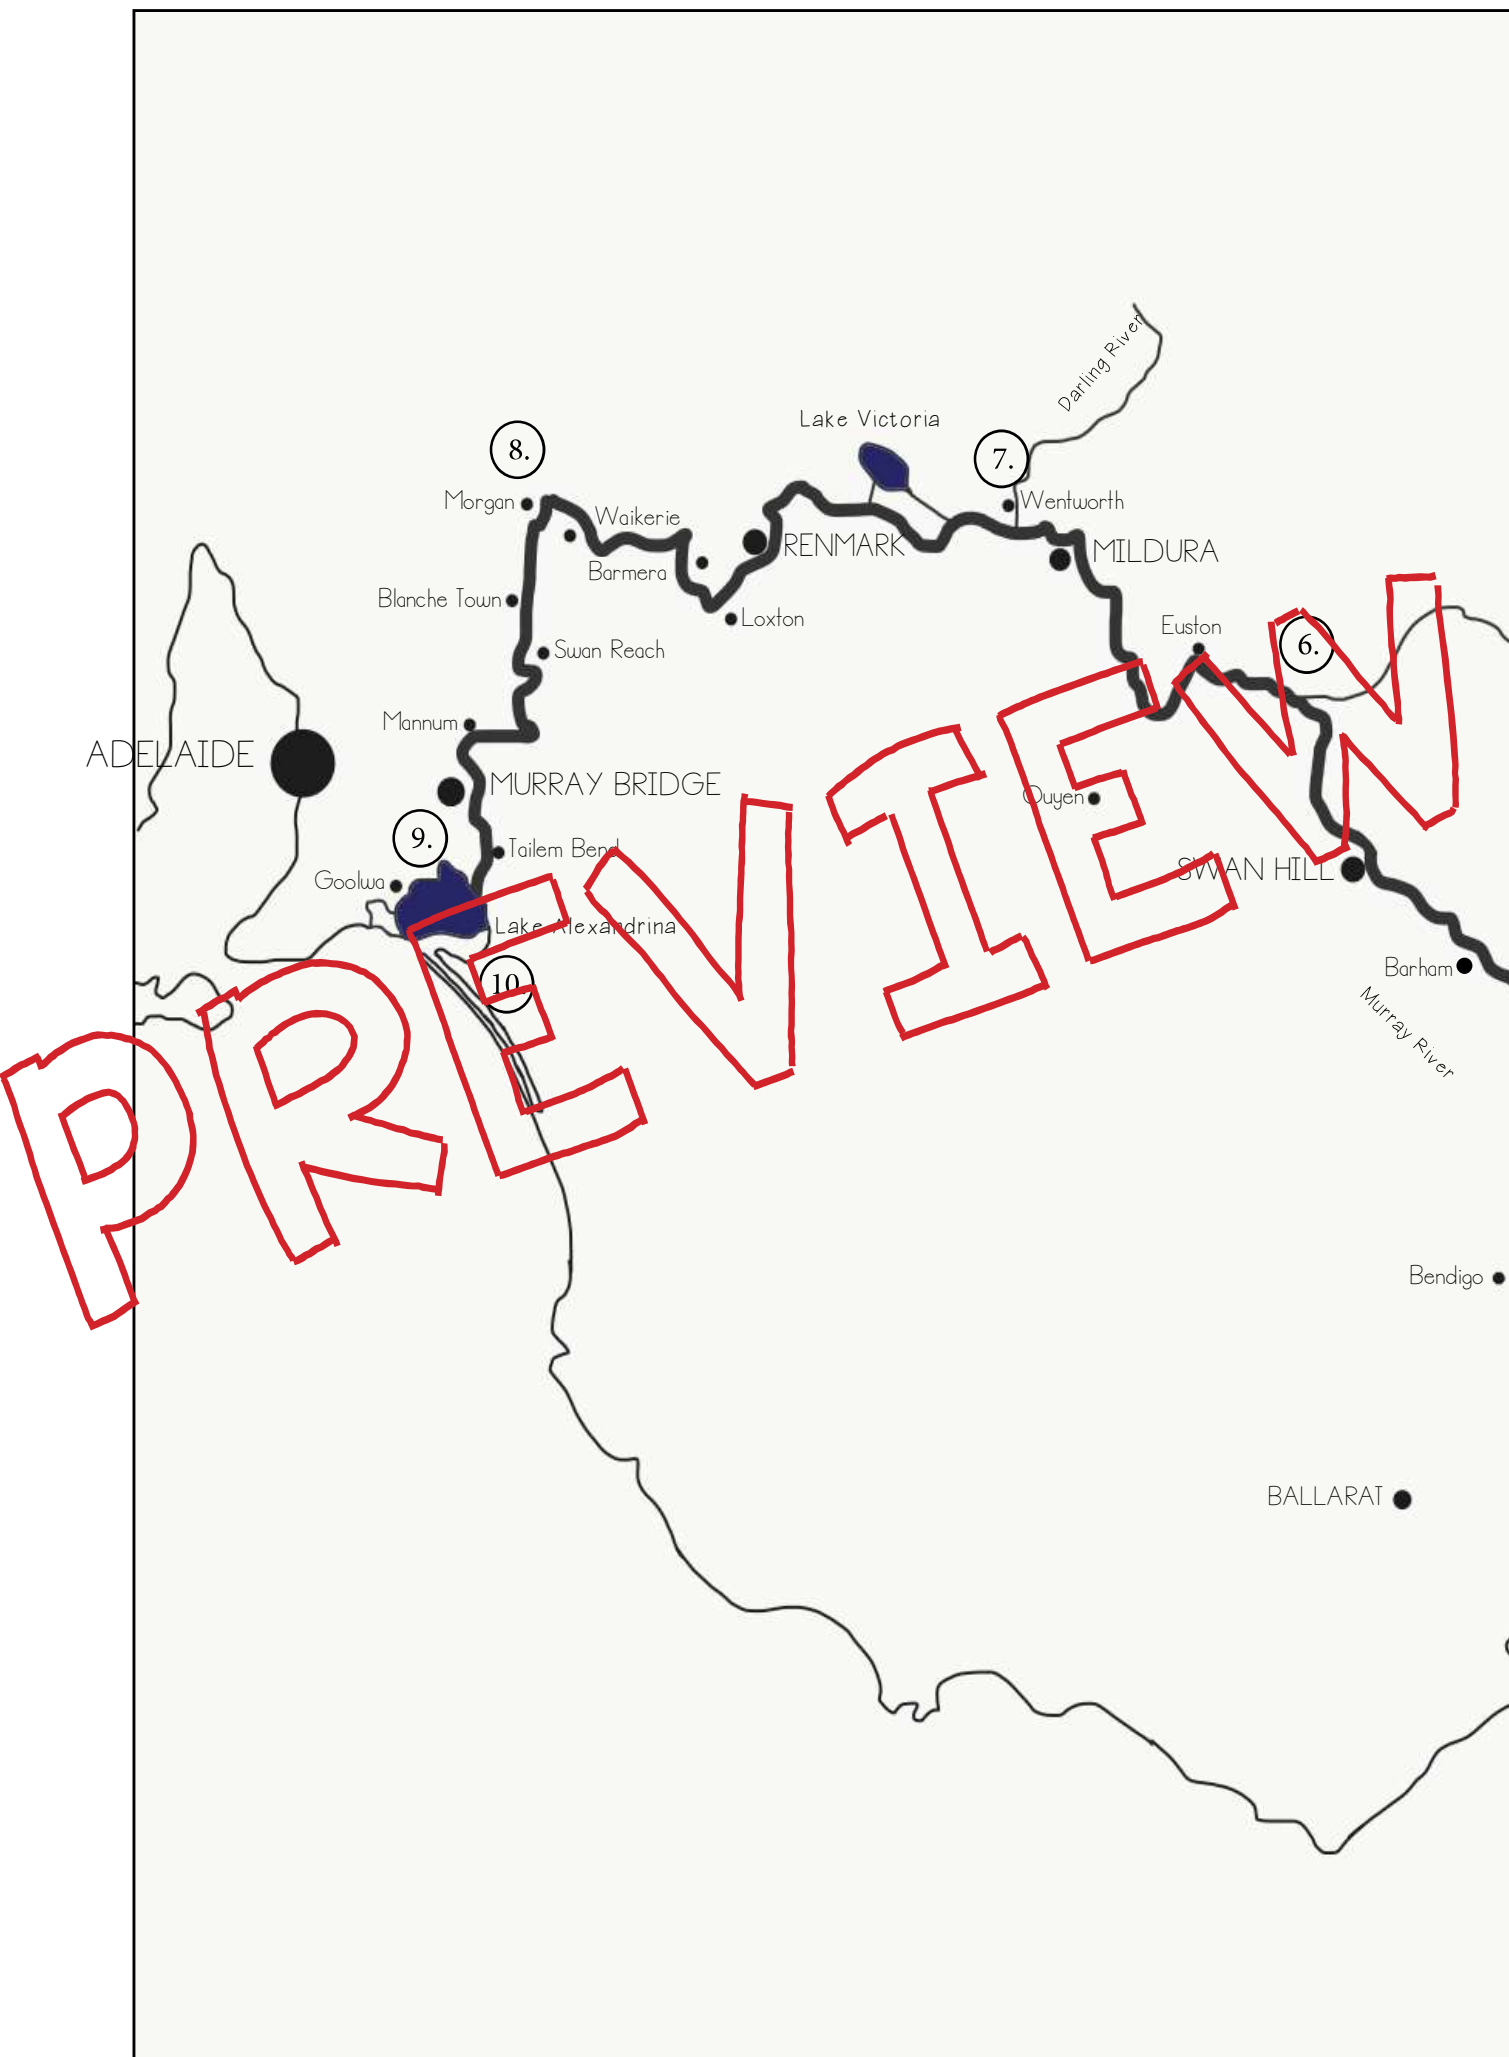 Darling River
Lake Victoria
8.
7.
Morgan
Wentworth
Waikerie
RENMARK
MILDURA
Barmera
Blanche Town
Loxton
Euston
6.
Swan Reach
Mannum
ADELAIDE
MURRAY BRIDGE
Ouyen
9.
Tailem Bend
SWAN HILL
Goolwa
Lake Alexandrina
Barham
10.
Murray River
PREVIEW
Bendigo
BALLARAT